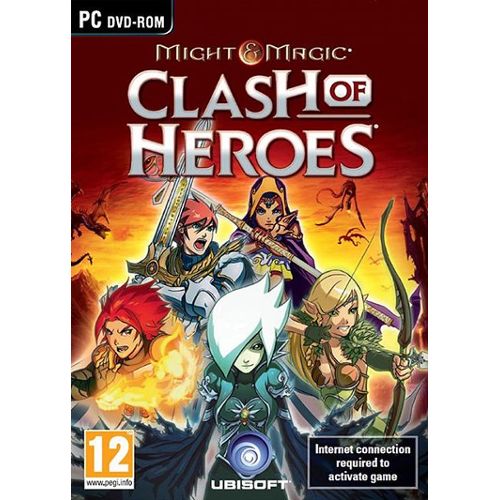 PC DVD-ROM
MIGHT & MAGIC
CLASH OF
HEROES
12
www.pegi.info
UBISOFT
Internet connection
required to
activate game